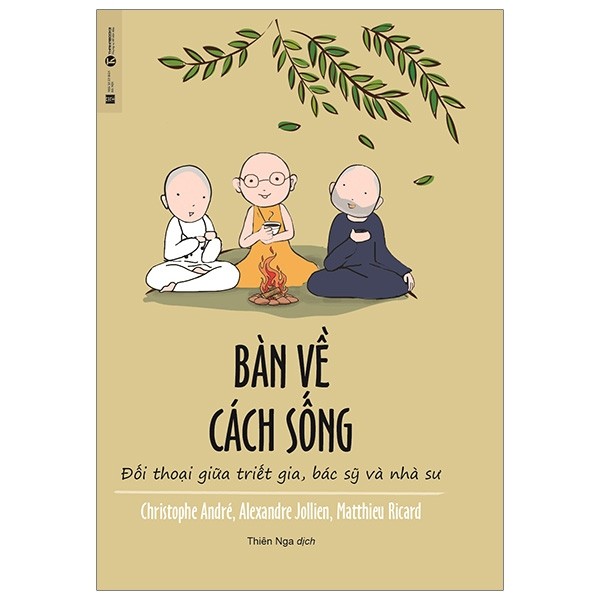 BÀN VỀ
CÁCH SỐNG
Đối thoại giữa triết gia, bác sỹ và nhà sư
Christophe André, Alexandre Jollien, Matthieu Ricard
Thiên Nga dịch